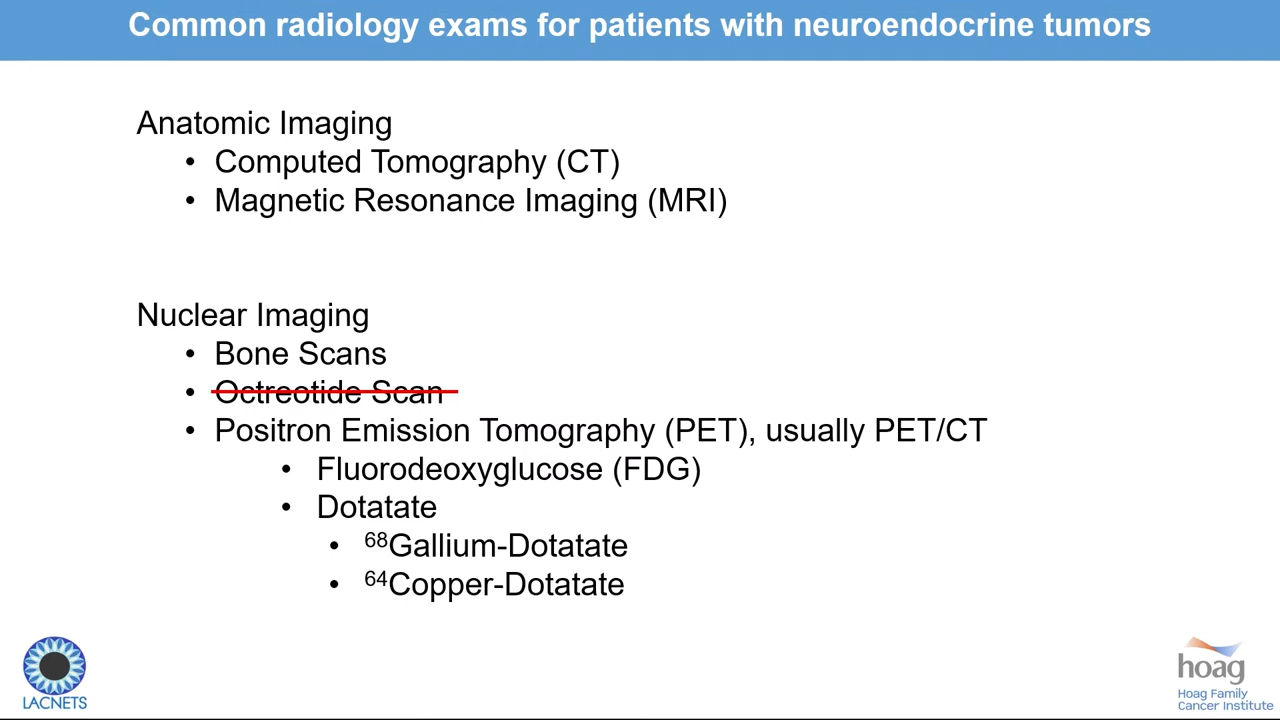 Common radiology exams for patients with neuroendocrine tumors
Anatomic Imaging
• Computed Tomography (CT)
• Magnetic Resonance Imaging (MRI)
Nuclear Imaging
• Bone Scans
• Octreotide Scan
• Positron Emission Tomography (PET), usually PET/CT
• Fluorodeoxyglucose (FDG)
• Dotatate
• ⁶⁸Gallium-Dotatate
• ⁶⁴Copper-Dotatate
LACNETS
hoag
Hoag Family
Cancer Institute